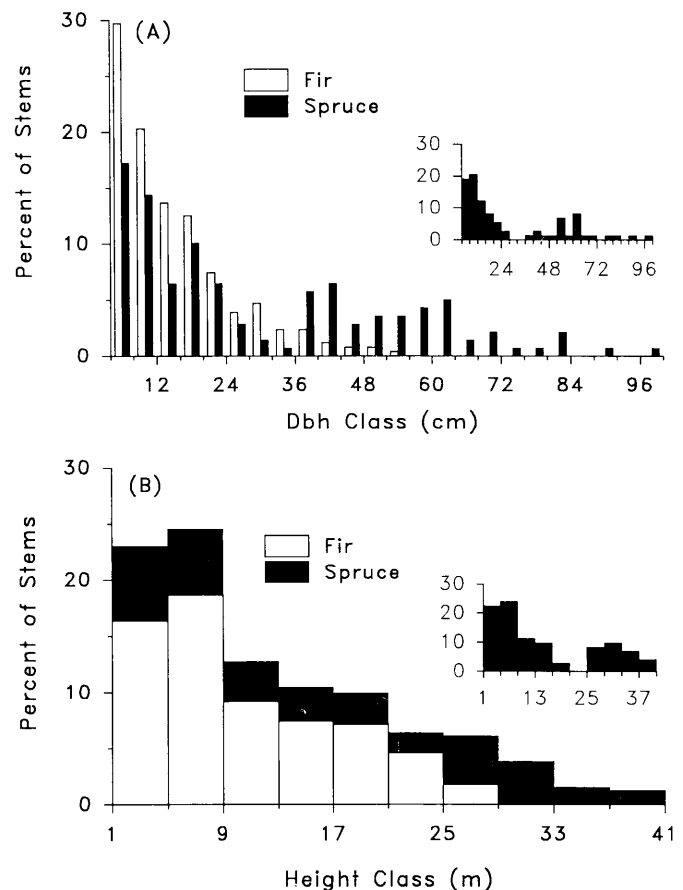 (A)
Percent of Stems
30
20
10
0
Fir
Spruce
30
20
10
0
24 48 72 96
12 24 36 48 60 72 84 96
Dbh Class (cm)
(B)
Percent of Stems
30
20
10
0
Fir
Spruce
30
20
10
0
1 13 25 37
1 9 17 25 33 41
Height Class (m)